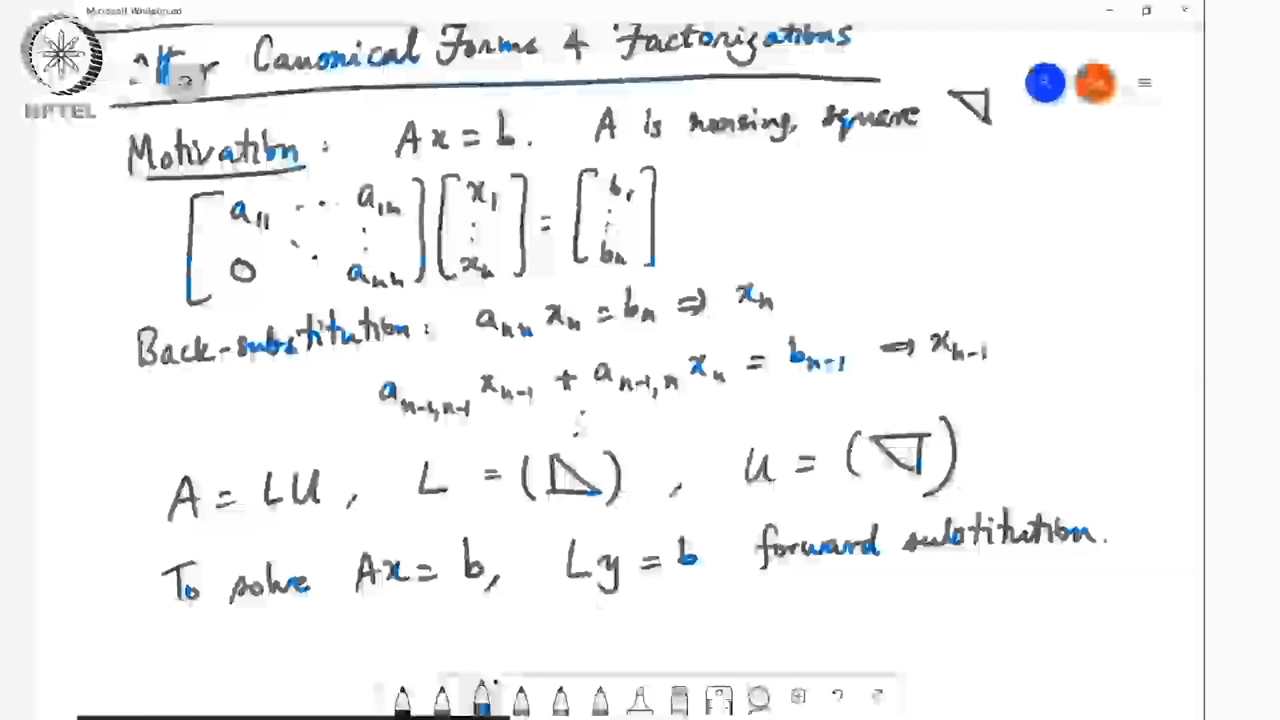 Microsoft Whiteboard
Canonical Forms & Factorizations
NPTEL
Motivation : Ax = b. A is nonsing, square
[ a₁₁ ⋯ a₁ₙ ; 0 ⋱ ⋮ aₙₙ ] [ x₁ ⋮ xₙ ] = [ b₁ ⋮ bₙ ]
Back-substitution : aₙₙ xₙ = bₙ ⇒ xₙ
aₙ₋₁,ₙ₋₁ xₙ₋₁ + aₙ₋₁,ₙ xₙ = bₙ₋₁ ⇒ xₙ₋₁
⋮
A = LU , L = ( ) , U = ( )
To solve Ax = b, Ly = b forward substitution.